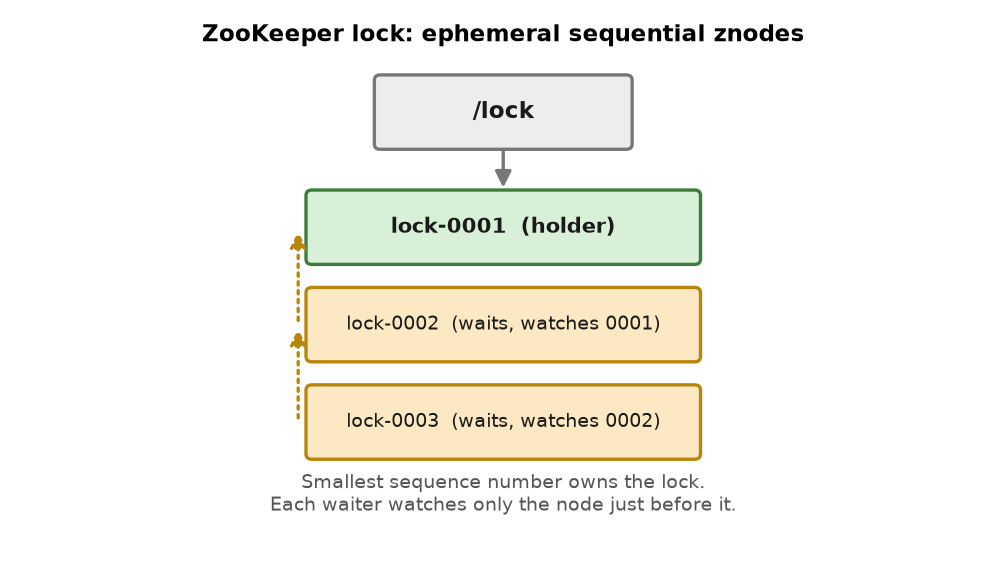 ZooKeeper lock: ephemeral sequential znodes
/lock
lock-0001  (holder)
lock-0002  (waits, watches 0001)
lock-0003  (waits, watches 0002)
Smallest sequence number owns the lock.
Each waiter watches only the node just before it.